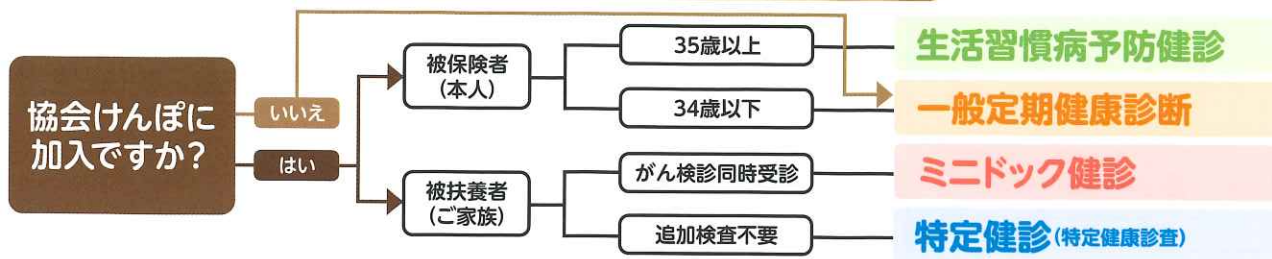 協会けんぽに
加入ですか?
いいえ
はい
被保険者
(本人)
被扶養者
(ご家族)
35歳以上
34歳以下
がん検診同時受診
追加検査不要
生活習慣病予防健診
一般定期健康診断
ミニドック健診
特定健診(特定健康診査)